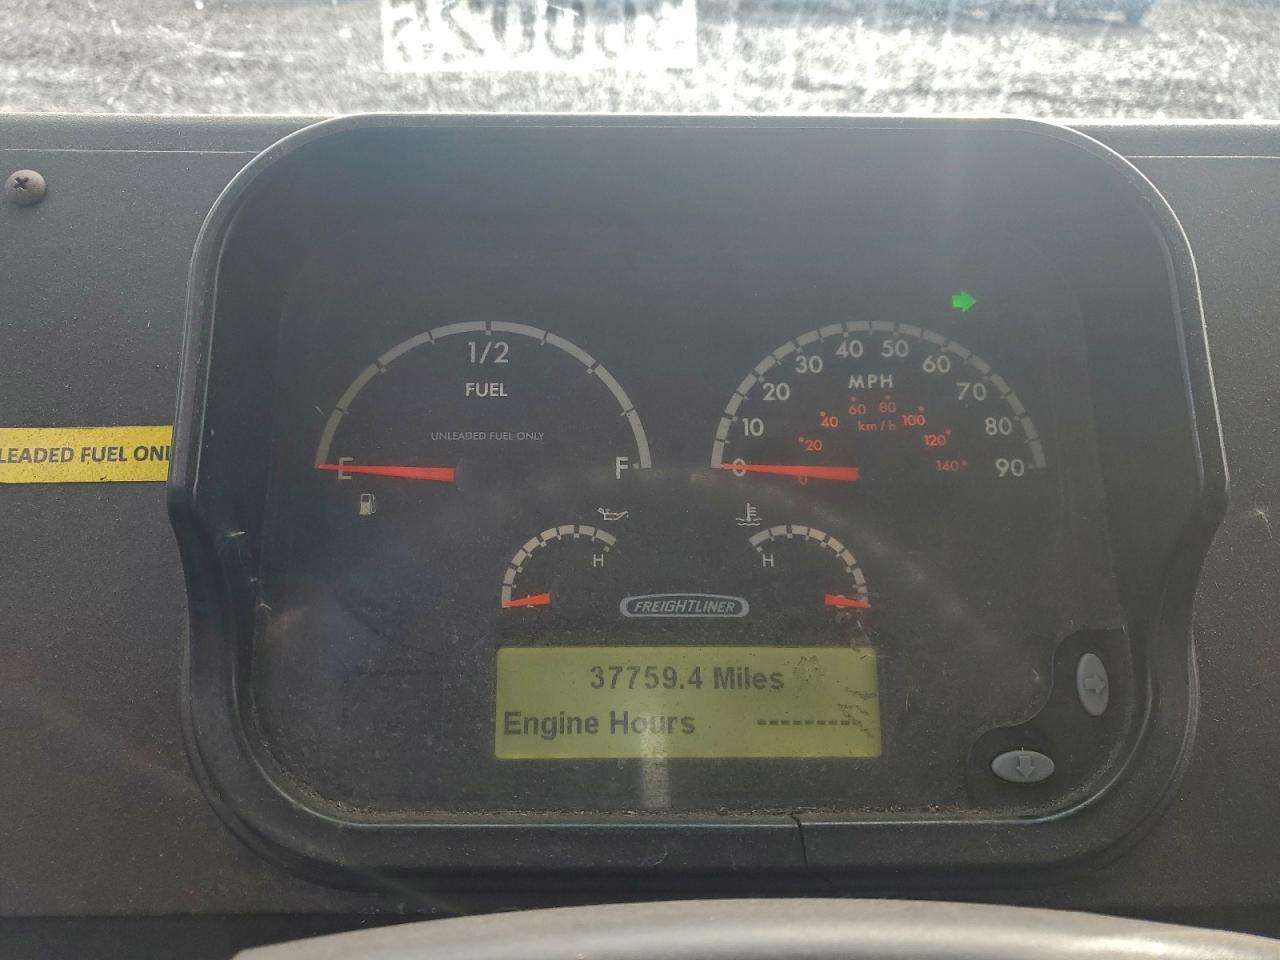 1/2
FUEL
UNLEADED FUEL ONLY
E
F
0 10 20 30 40 50 60 70 80 90
MPH
0 20 40 60 80 100 120 140
km/h
LEADED FUEL ONL
H
H
FREIGHTLINER
37759.4 Miles
Engine Hours --------